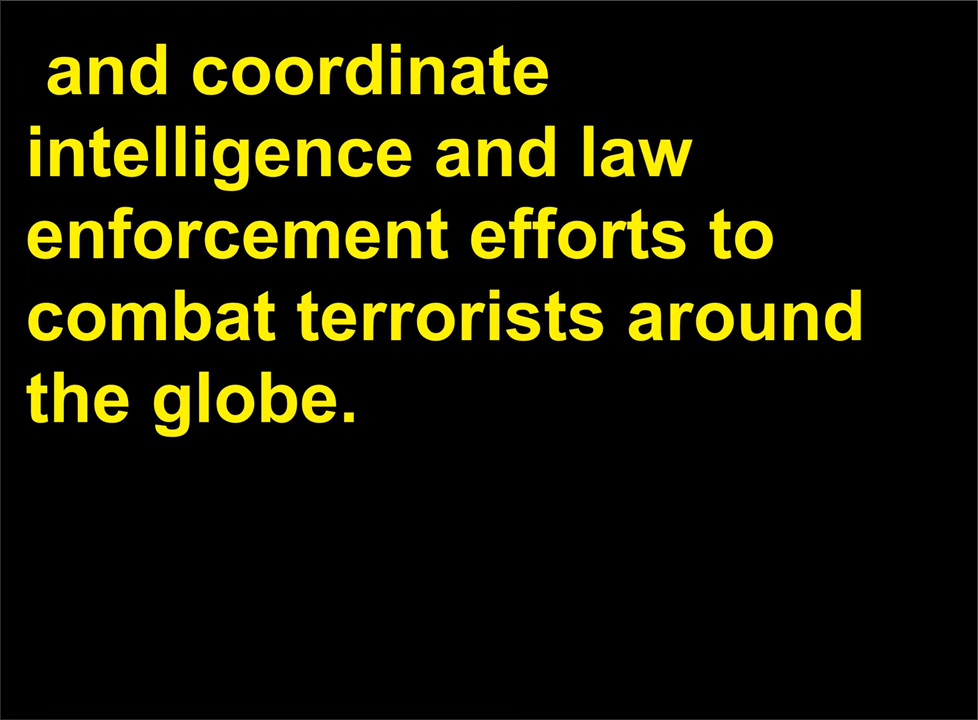 and coordinate
intelligence and law
enforcement efforts to
combat terrorists around
the globe.